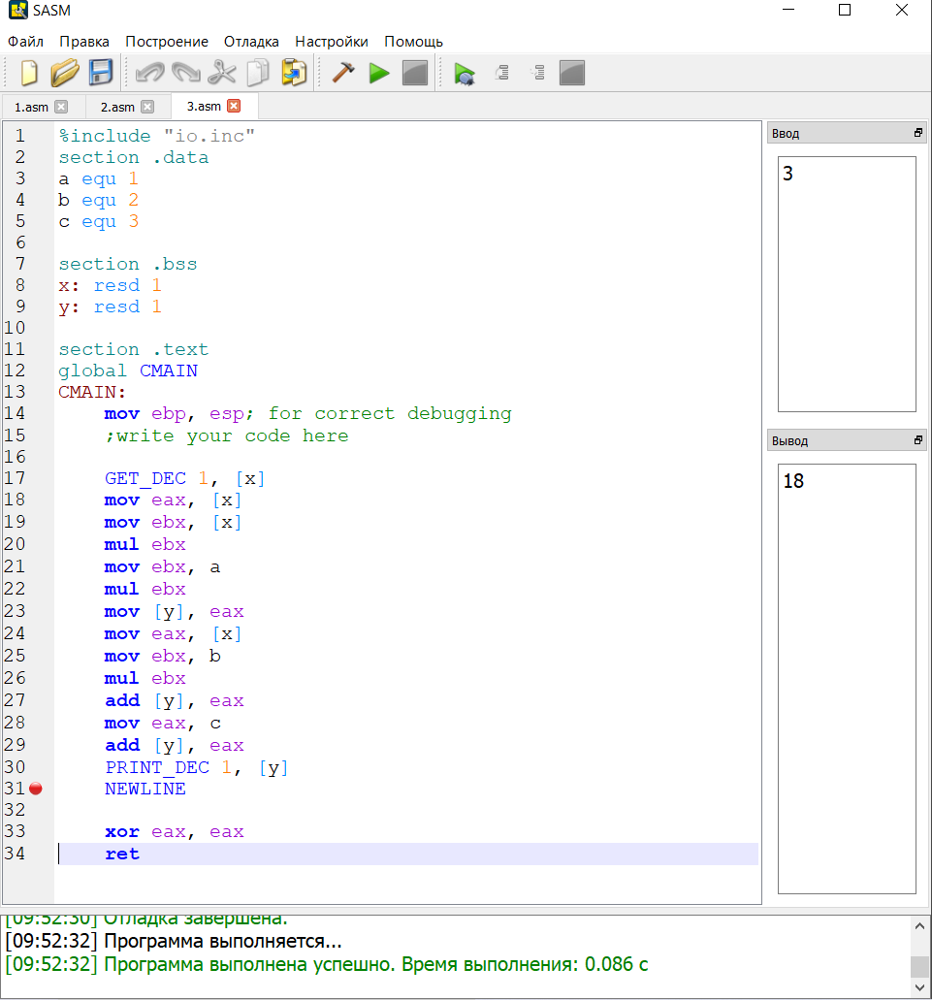 SASM
Файл Правка Построение Отладка Настройки Помощь
1.asm 2.asm 3.asm
1 %include "io.inc"
2 section .data
3 a equ 1
4 b equ 2
5 c equ 3
6
7 section .bss
8 x: resd 1
9 y: resd 1
10
11 section .text
12 global CMAIN
13 CMAIN:
14 mov ebp, esp; for correct debugging
15 ;write your code here
16
17 GET_DEC 1, [x]
18 mov eax, [x]
19 mov ebx, [x]
20 mul ebx
21 mov ebx, a
22 mul ebx
23 mov [y], eax
24 mov eax, [x]
25 mov ebx, b
26 mul ebx
27 add [y], eax
28 mov eax, c
29 add [y], eax
30 PRINT_DEC 1, [y]
31 NEWLINE
32
33 xor eax, eax
34 ret
Ввод
3
Вывод
18
[09:52:30] Отладка завершена.
[09:52:32] Программа выполняется...
[09:52:32] Программа выполнена успешно. Время выполнения: 0.086 с